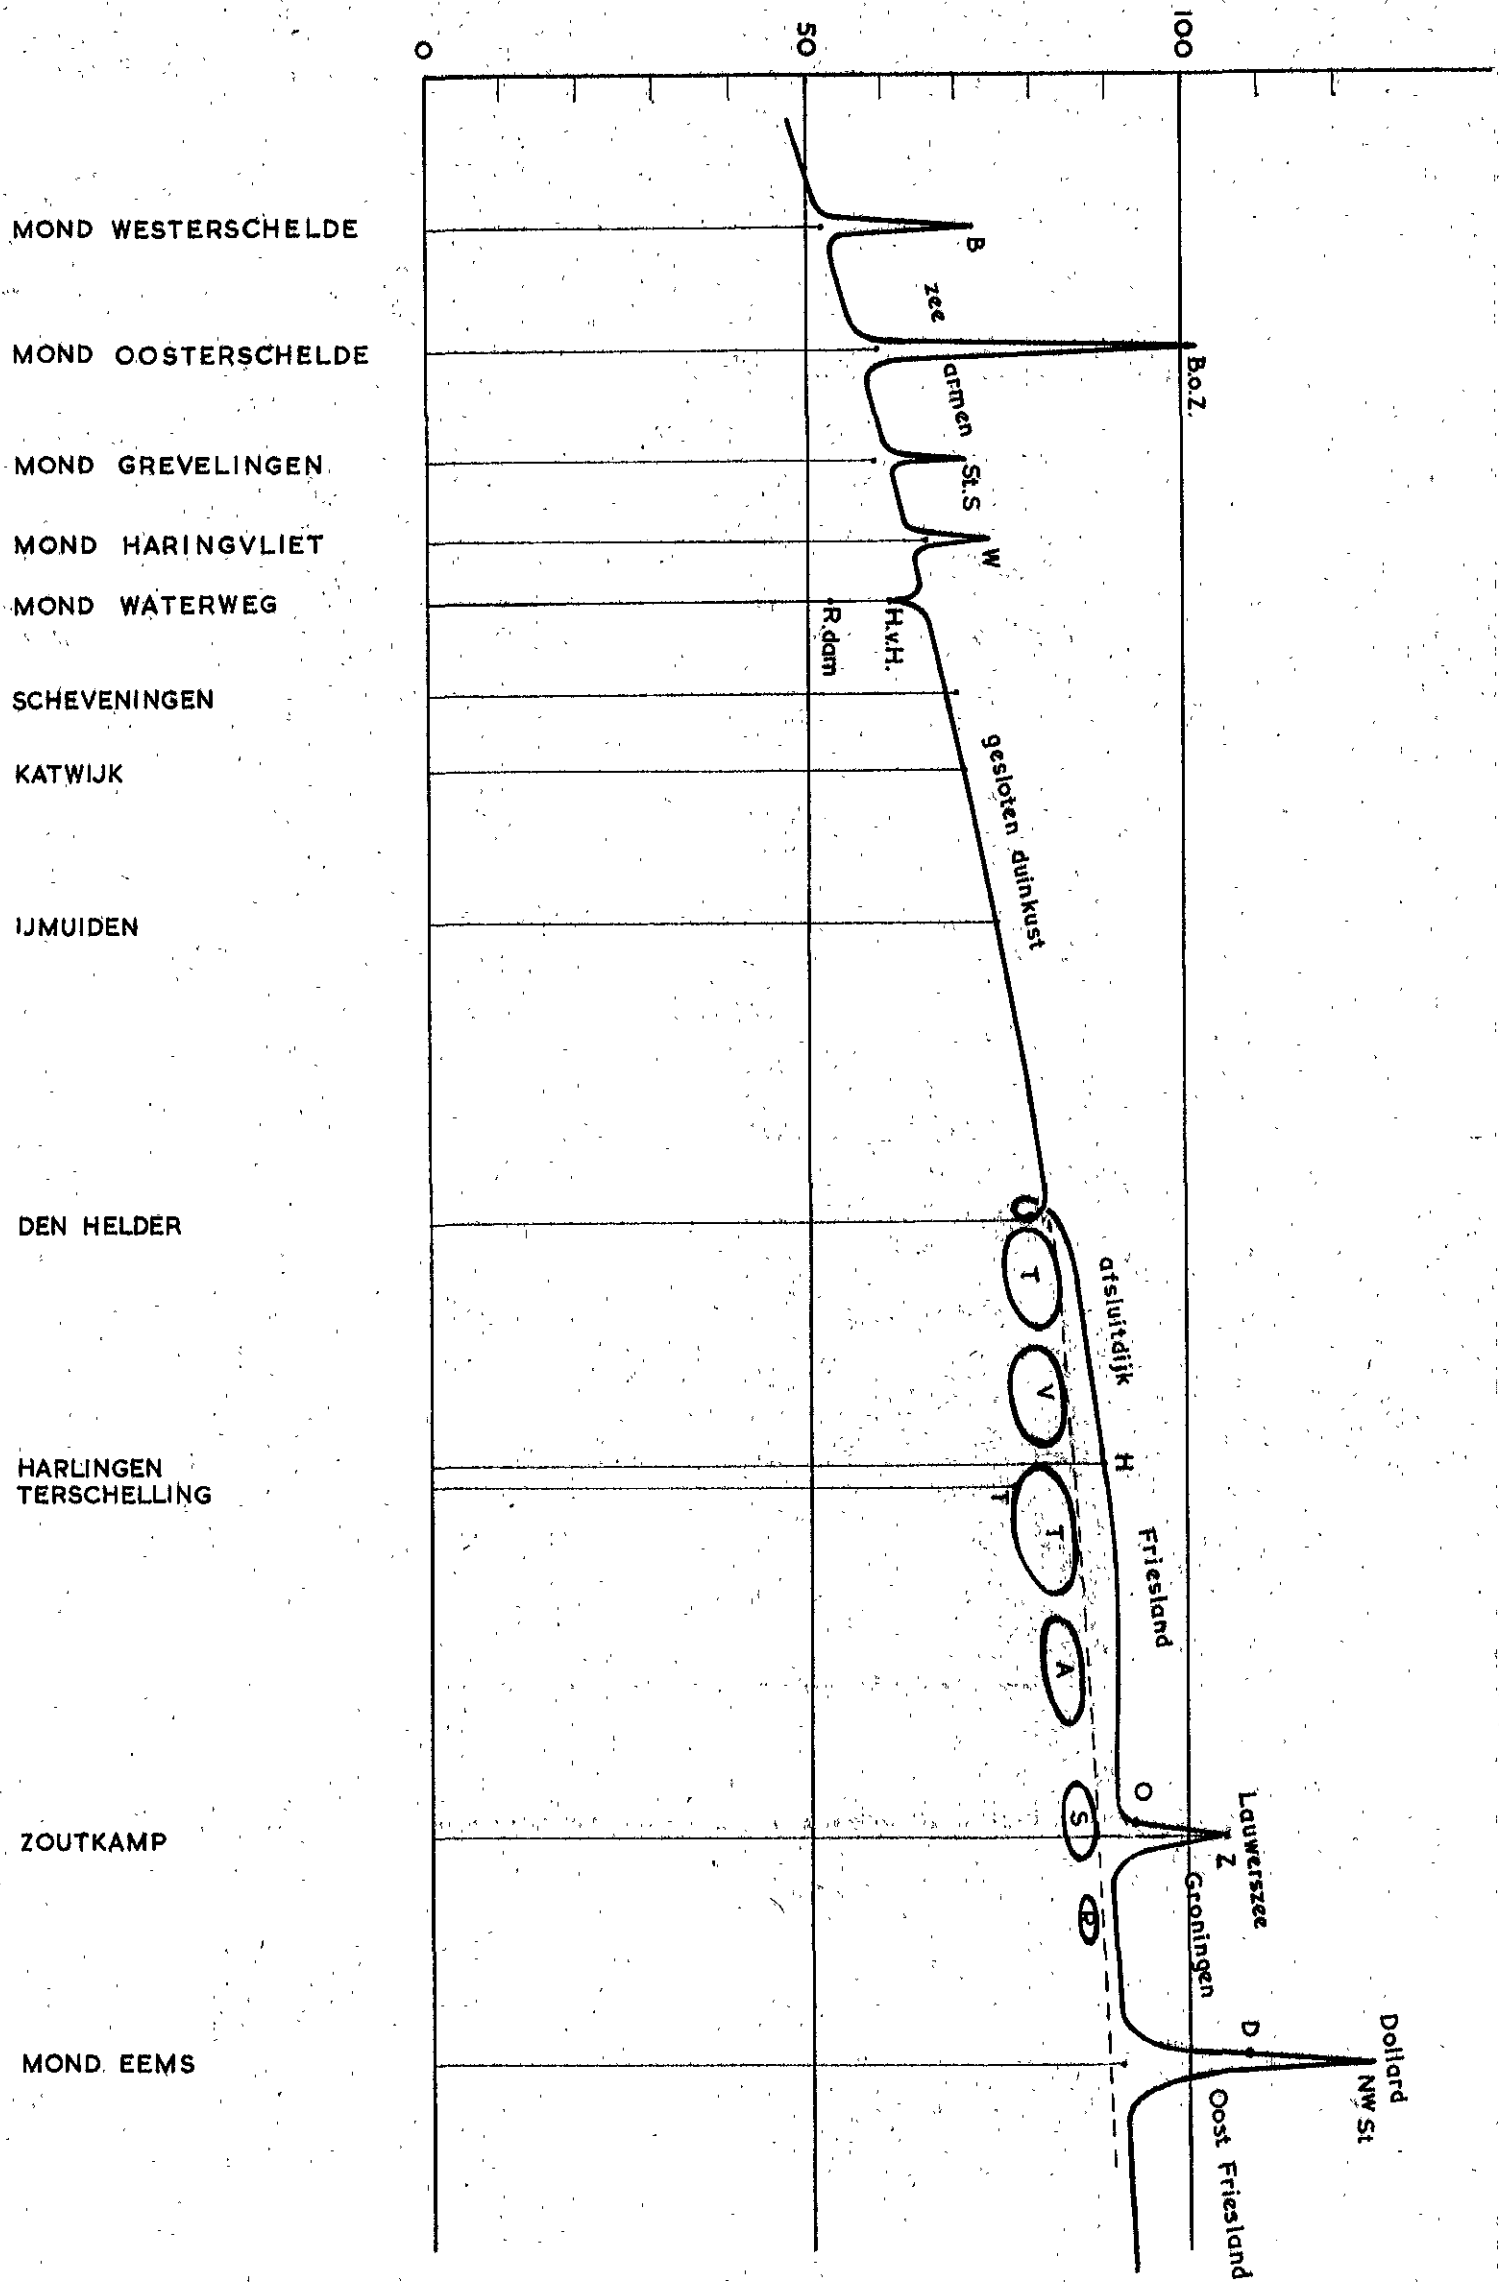 0
50
100
MOND WESTERSCHELDE
B
zee
MOND OOSTERSCHELDE
B.o.Z.
armen
MOND GREVELINGEN
St.S
MOND HARINGVLIET
W
MOND WATERWEG
R.dam
H.v.H.
SCHEVENINGEN
gesloten duinkust
KATWIJK
IJMUIDEN
DEN HELDER
T
afsluitdijk
V
HARLINGEN
H
TERSCHELLING
T
T
Friesland
A
O
Lauwerszee
S
ZOUTKAMP
Z
Groningen
R
D
Dollard
MOND EEMS
NW St
Oost Friesland